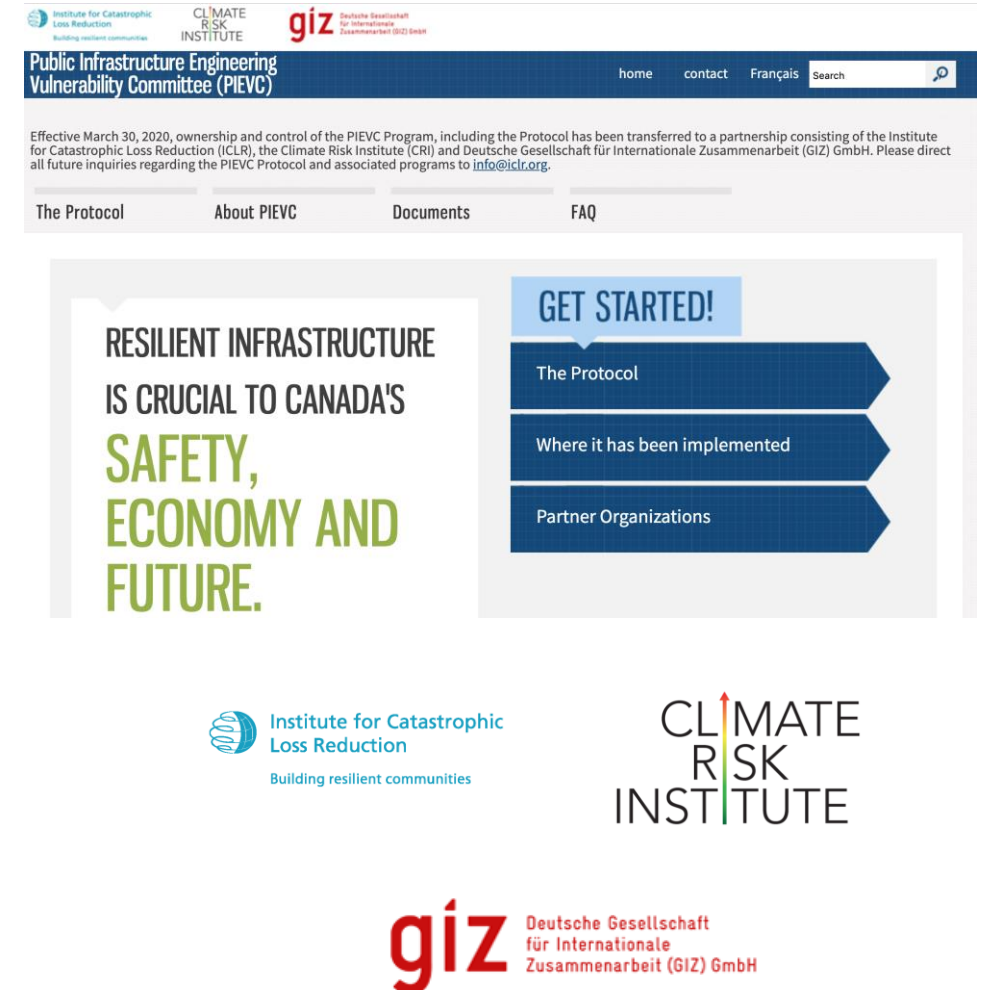 Institute for Catastrophic
Loss Reduction
Building resilient communities
CLIMATE
RISK
INSTITUTE
giz
Deutsche Gesellschaft
für Internationale
Zusammenarbeit (GIZ) GmbH
Public Infrastructure Engineering
Vulnerability Committee (PIEVC)
home contact Français Search
Effective March 30, 2020, ownership and control of the PIEVC Program, including the Protocol has been transferred to a partnership consisting of the Institute
for Catastrophic Loss Reduction (ICLR), the Climate Risk Institute (CRI) and Deutsche Gesellschaft für Internationale Zusammenarbeit (GIZ) GmbH. Please direct
all future inquiries regarding the PIEVC Protocol and associated programs to info@iclr.org.
The Protocol About PIEVC Documents FAQ
RESILIENT INFRASTRUCTURE
IS CRUCIAL TO CANADA'S
SAFETY,
ECONOMY AND
FUTURE.
GET STARTED!
The Protocol
Where it has been implemented
Partner Organizations
Institute for Catastrophic
Loss Reduction
Building resilient communities
CLIMATE
RISK
INSTITUTE
giz
Deutsche Gesellschaft
für Internationale
Zusammenarbeit (GIZ) GmbH